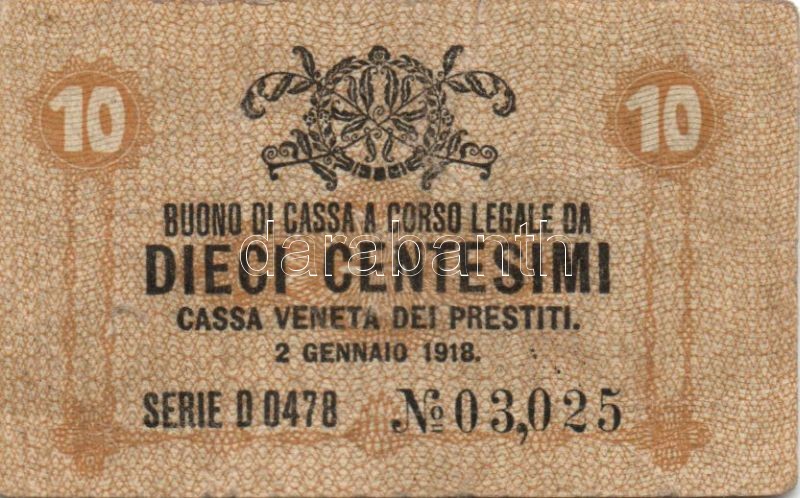 10 10
BUONO DI CASSA A CORSO LEGALE DA
DIECI CENTESIMI
darabanth
CASSA VENETA DEI PRESTITI.
2 GENNAIO 1918.
SERIE D 0478 No 03,025